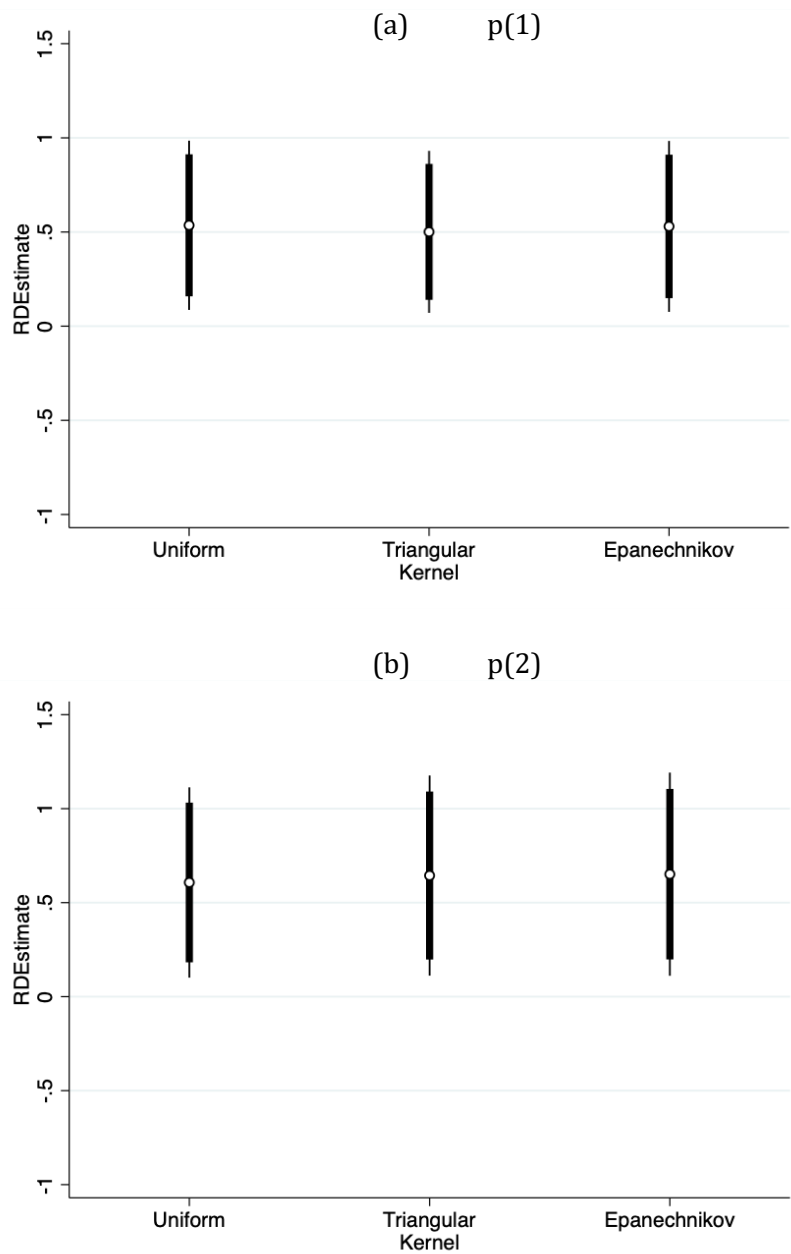 (a) p(1)
1.5
1
.5
0
-.5
-1
RDEstimate
Uniform Triangular Epanechnikov
Kernel
(b) p(2)
1.5
1
.5
0
-.5
-1
RDEstimate
Uniform Triangular Epanechnikov
Kernel